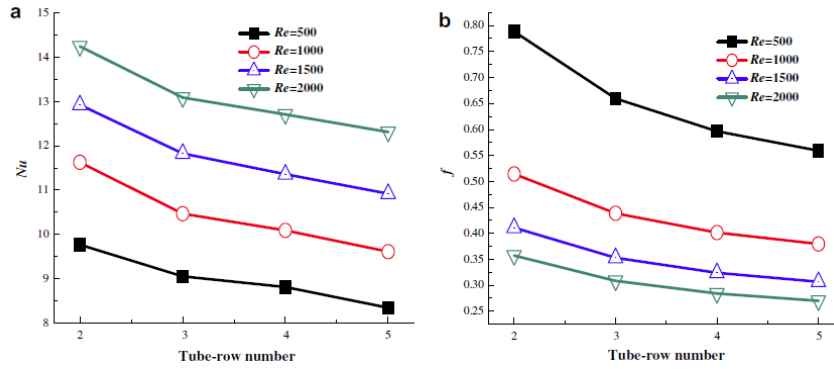 a
15
14
13
12
11
10
9
8
Nu
Re=500
Re=1000
Re=1500
Re=2000
2 3 4 5
Tube-row number
b
0.80
0.75
0.70
0.65
0.60
0.55
0.50
0.45
0.40
0.35
0.30
0.25
f
Re=500
Re=1000
Re=1500
Re=2000
2 3 4 5
Tube-row number